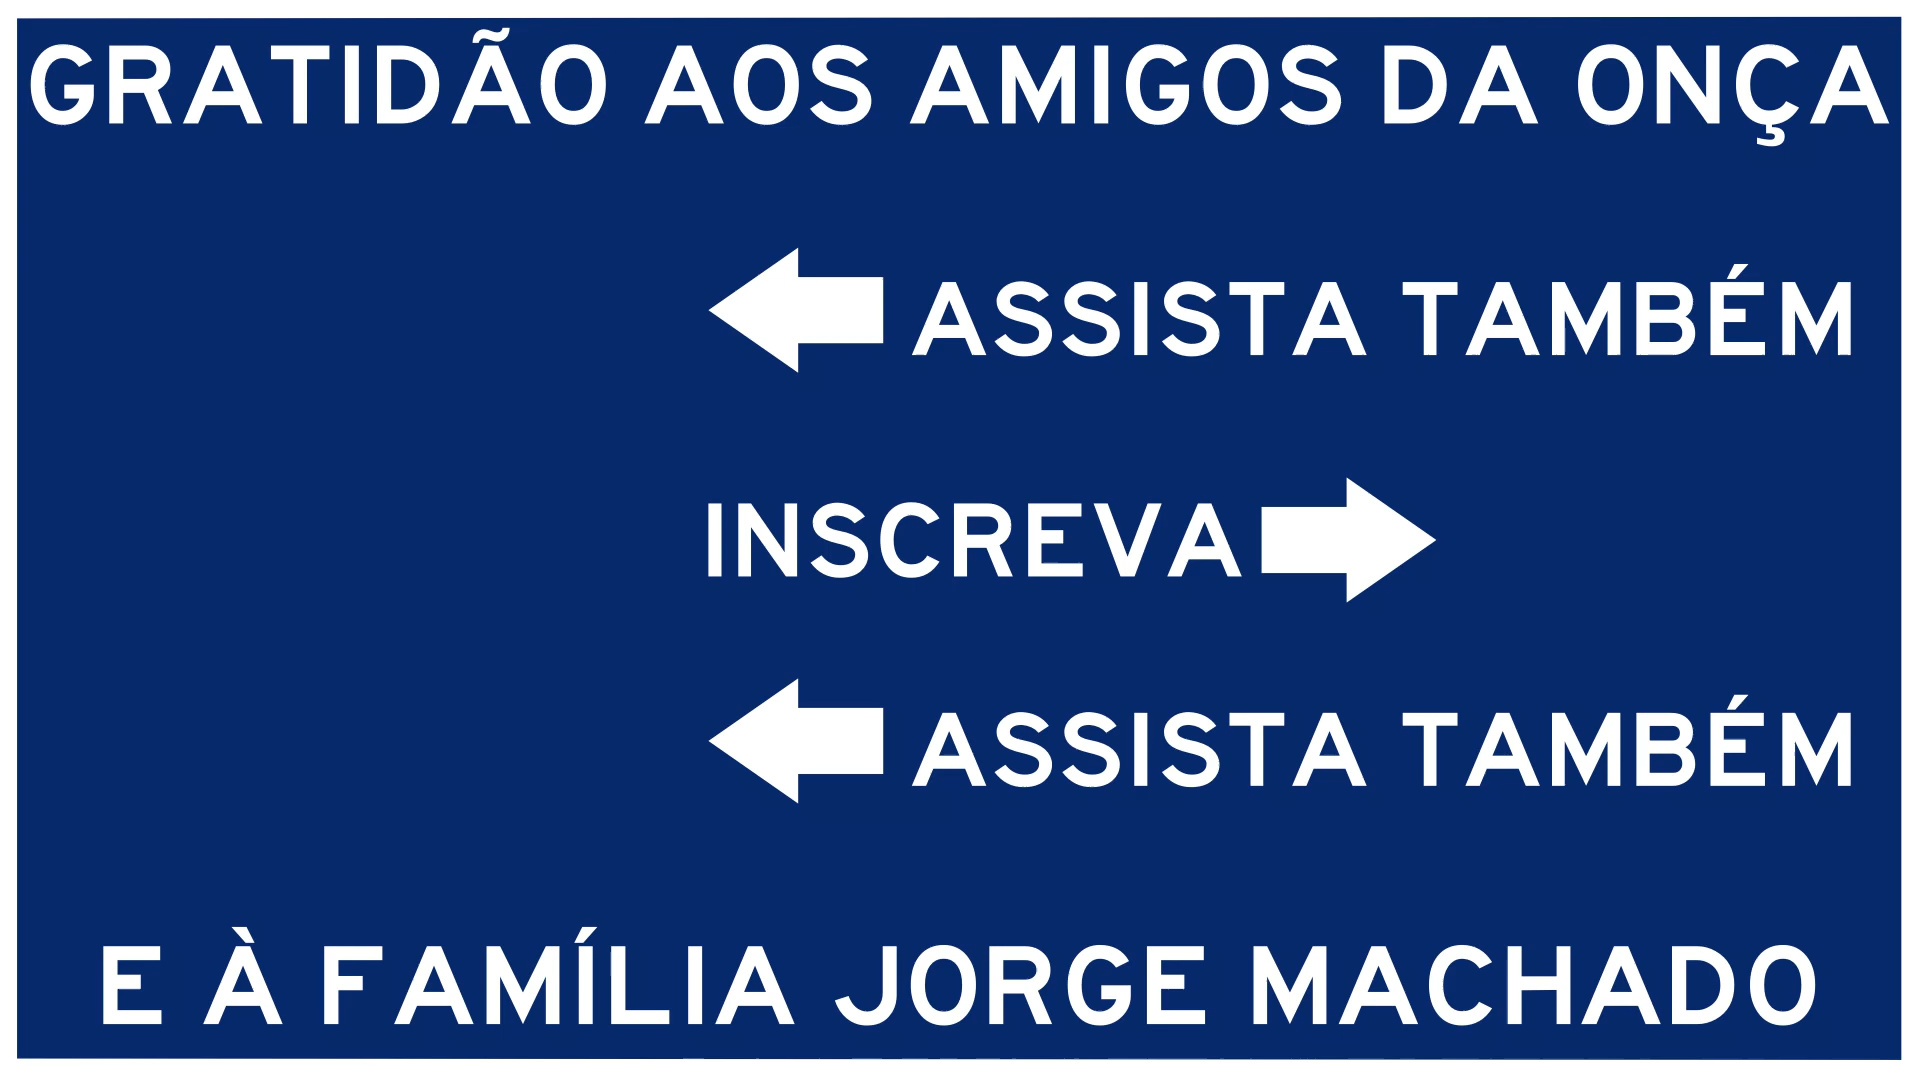 GRATIDÃO AOS AMIGOS DA ONÇA
ASSISTA TAMBÉM
INSCREVA
ASSISTA TAMBÉM
E À FAMÍLIA JORGE MACHADO